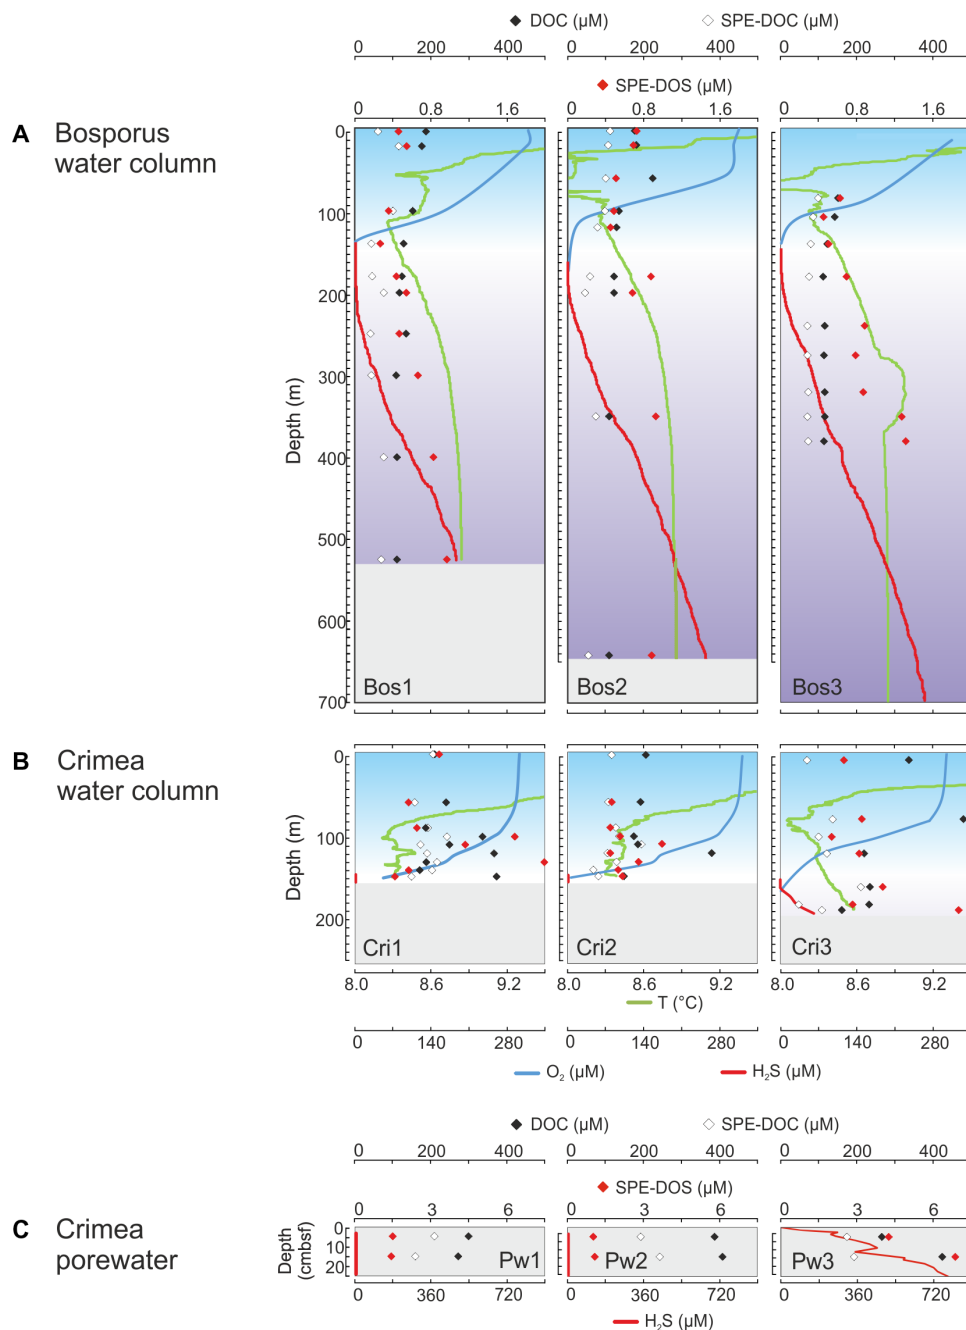 DOC (µM) SPE-DOC (µM)
0 200 400 0 200 400 0 200 400
SPE-DOS (µM)
0 0.8 1.6 0 0.8 1.6 0 0.8 1.6
A Bosporus
water column
Depth (m)
0
100
200
300
400
500
600
700
Bos1 Bos2 Bos3
B Crimea
water column
Depth (m)
0
100
200
Cri1 Cri2 Cri3
8.0 8.6 9.2 8.0 8.6 9.2 8.0 8.6 9.2
T (°C)
0 140 280 0 140 280 0 140 280
O₂ (µM) H₂S (µM)
DOC (µM) SPE-DOC (µM)
0 200 400 0 200 400 0 200 400
SPE-DOS (µM)
0 3 6 0 3 6 0 3 6
C Crimea
porewater
Depth
(cmbsf)
0
10
20
Pw1 Pw2 Pw3
0 360 720 0 360 720 0 360 720
H₂S (µM)